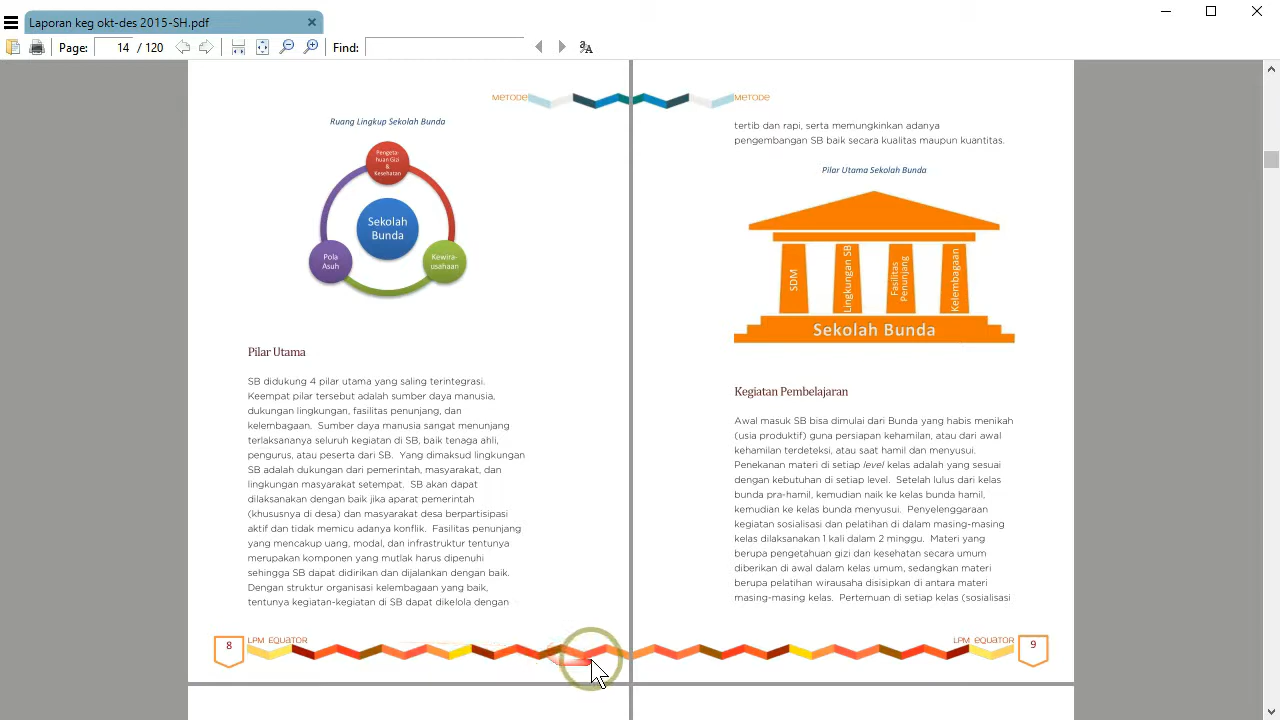 Laporan keg okt-des 2015-SH.pdf
Page: 14 / 120 Find:
METODE
Ruang Lingkup Sekolah Bunda
Pengeta-
huan Gizi
&
Kesehatan
Sekolah
Bunda
Pola
Asuh
Kewira-
usahaan
Pilar Utama
SB didukung 4 pilar utama yang saling terintegrasi.
Keempat pilar tersebut adalah sumber daya manusia,
dukungan lingkungan, fasilitas penunjang, dan
kelembagaan. Sumber daya manusia sangat menunjang
terlaksananya seluruh kegiatan di SB, baik tenaga ahli,
pengurus, atau peserta dari SB. Yang dimaksud lingkungan
SB adalah dukungan dari pemerintah, masyarakat, dan
lingkungan masyarakat setempat. SB akan dapat
dilaksanakan dengan baik jika aparat pemerintah
(khususnya di desa) dan masyarakat desa berpartisipasi
aktif dan tidak memicu adanya konflik. Fasilitas penunjang
yang mencakup uang, modal, dan infrastruktur tentunya
merupakan komponen yang mutlak harus dipenuhi
sehingga SB dapat didirikan dan dijalankan dengan baik.
Dengan struktur organisasi kelembagaan yang baik,
tentunya kegiatan-kegiatan di SB dapat dikelola dengan
8
LPM EQUATOR
METODE
tertib dan rapi, serta memungkinkan adanya
pengembangan SB baik secara kualitas maupun kuantitas.
Pilar Utama Sekolah Bunda
SDM
Lingkungan SB
Fasilitas
Penunjang
Kelembagaan
Sekolah Bunda
Kegiatan Pembelajaran
Awal masuk SB bisa dimulai dari Bunda yang habis menikah
(usia produktif) guna persiapan kehamilan, atau dari awal
kehamilan terdeteksi, atau saat hamil dan menyusui.
Penekanan materi di setiap level kelas adalah yang sesuai
dengan kebutuhan di setiap level. Setelah lulus dari kelas
bunda pra-hamil, kemudian naik ke kelas bunda hamil,
kemudian ke kelas bunda menyusui. Penyelenggaraan
kegiatan sosialisasi dan pelatihan di dalam masing-masing
kelas dilaksanakan 1 kali dalam 2 minggu. Materi yang
berupa pengetahuan gizi dan kesehatan secara umum
diberikan di awal dalam kelas umum, sedangkan materi
berupa pelatihan wirausaha disisipkan di antara materi
masing-masing kelas. Pertemuan di setiap kelas (sosialisasi
LPM EQUATOR
9